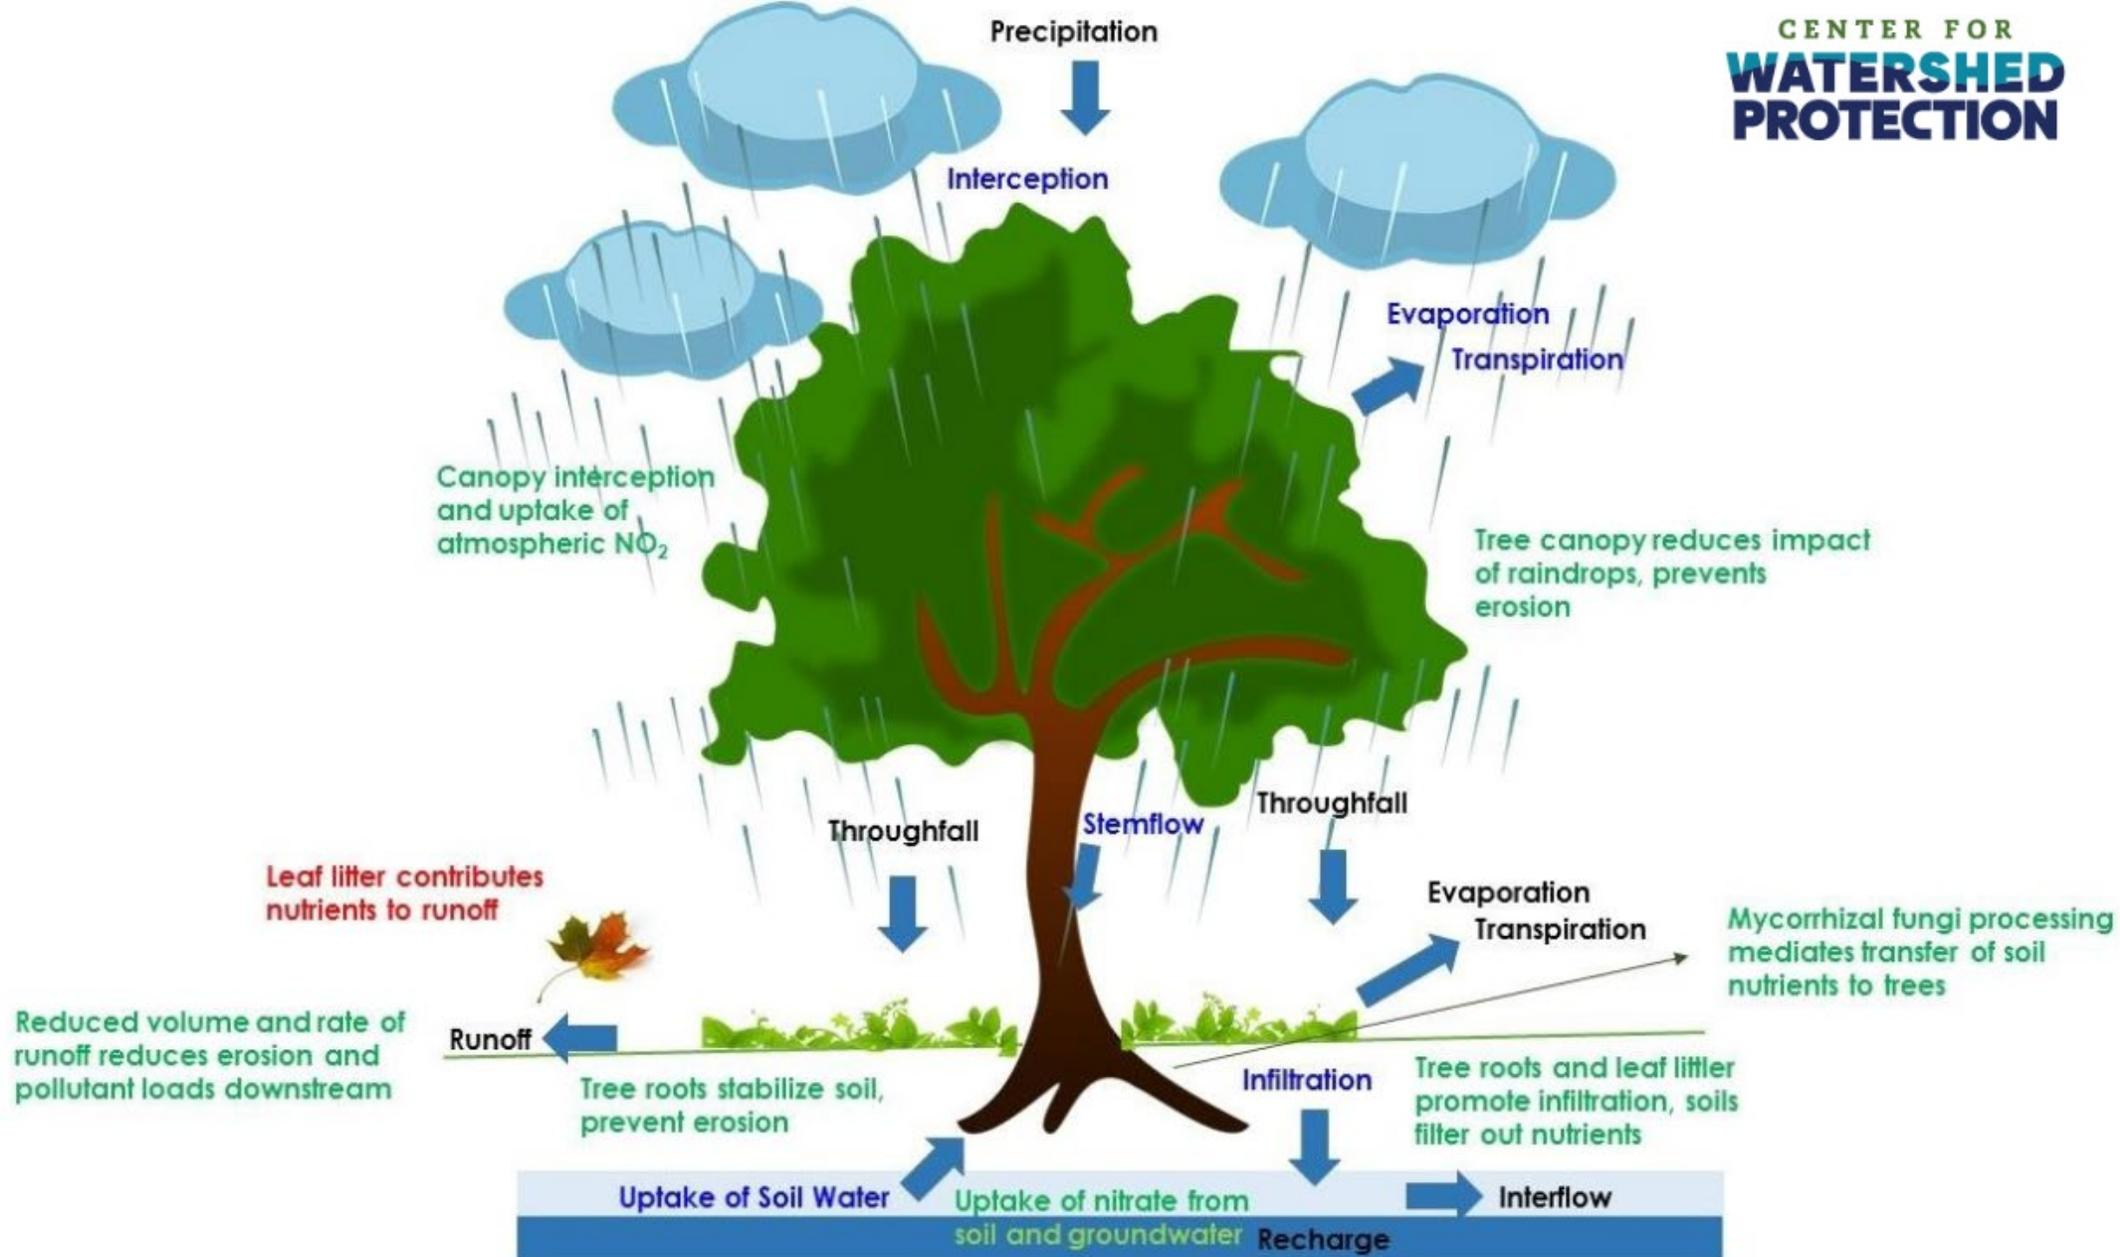 CENTER FOR
WATERSHED
PROTECTION
Precipitation
Interception
Evaporation
Transpiration
Canopy interception
and uptake of
atmospheric NO₂
Tree canopy reduces impact
of raindrops, prevents
erosion
Throughfall
Stemflow
Throughfall
Leaf litter contributes
nutrients to runoff
Evaporation
Transpiration
Mycorrhizal fungi processing
mediates transfer of soil
nutrients to trees
Reduced volume and rate of
runoff reduces erosion and
pollutant loads downstream
Runoff
Tree roots stabilize soil,
prevent erosion
Infiltration
Tree roots and leaf littler
promote infiltration, soils
filter out nutrients
Uptake of Soil Water
Uptake of nitrate from
soil and groundwater
Interflow
Recharge